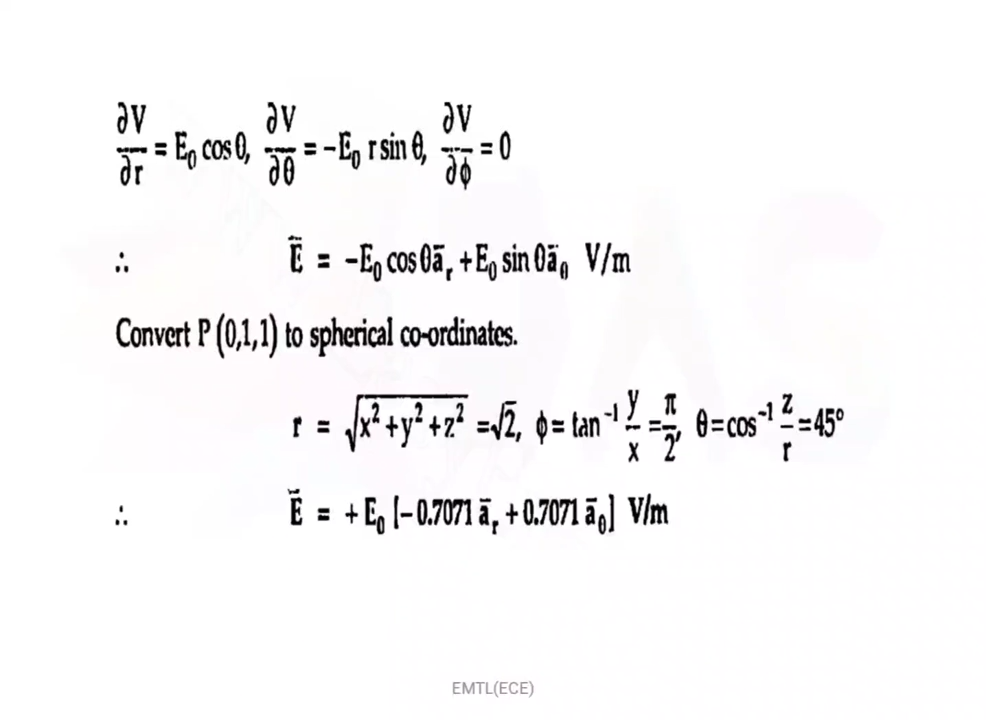 ∂V/∂r = E₀ cos θ, ∂V/∂θ = −E₀ r sin θ, ∂V/∂ϕ = 0
∴ Ē = −E₀ cos θ ā_r + E₀ sin θ ā_θ V/m
Convert P (0,1,1) to spherical co-ordinates.
r = √(x² + y² + z²) = √2, ϕ = tan⁻¹ y/x = π/2, θ = cos⁻¹ z/r = 45°
∴ Ē = + E₀ [− 0.7071 ā_r + 0.7071 ā_θ] V/m
EMTL(ECE)